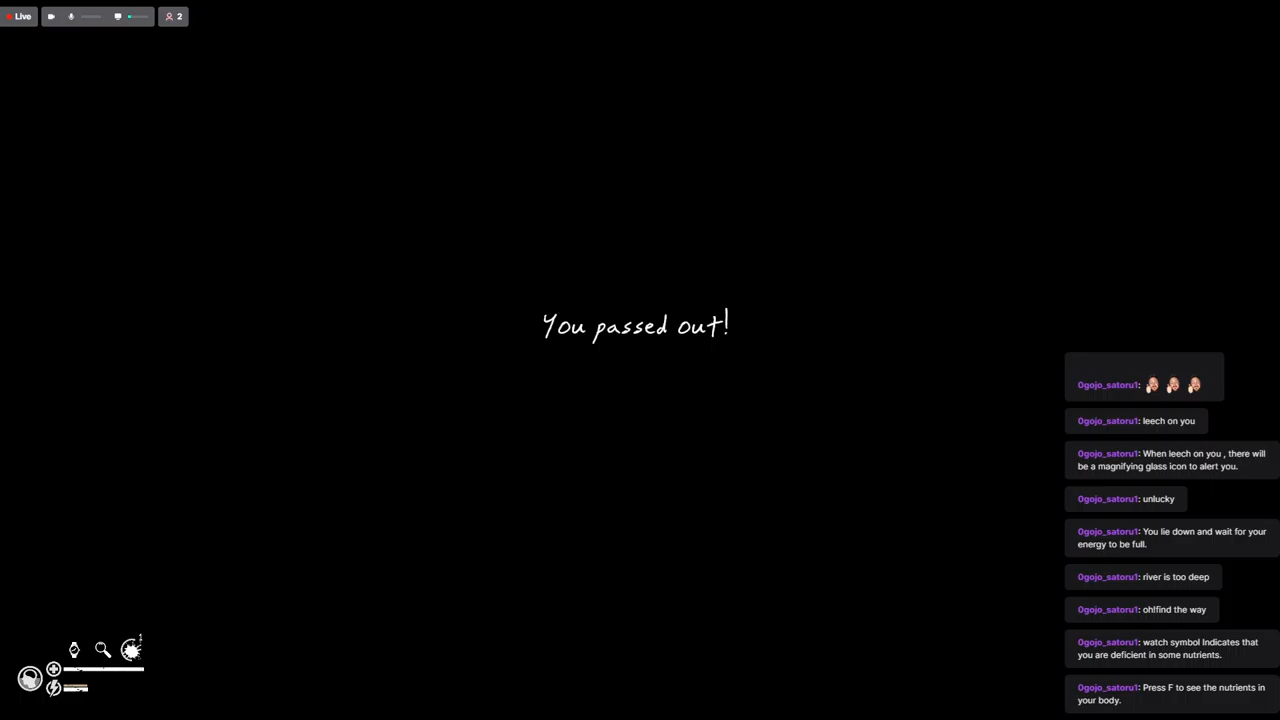 Live
2
You passed out!
0gojo_satoru1:
0gojo_satoru1: leech on you
0gojo_satoru1: When leech on you , there will
be a magnifying glass icon to alert you.
0gojo_satoru1: unlucky
0gojo_satoru1: You lie down and wait for your
energy to be full.
0gojo_satoru1: river is too deep
0gojo_satoru1: oh!find the way
0gojo_satoru1: watch symbol Indicates that
you are deficient in some nutrients.
0gojo_satoru1: Press F to see the nutrients in
your body.
1